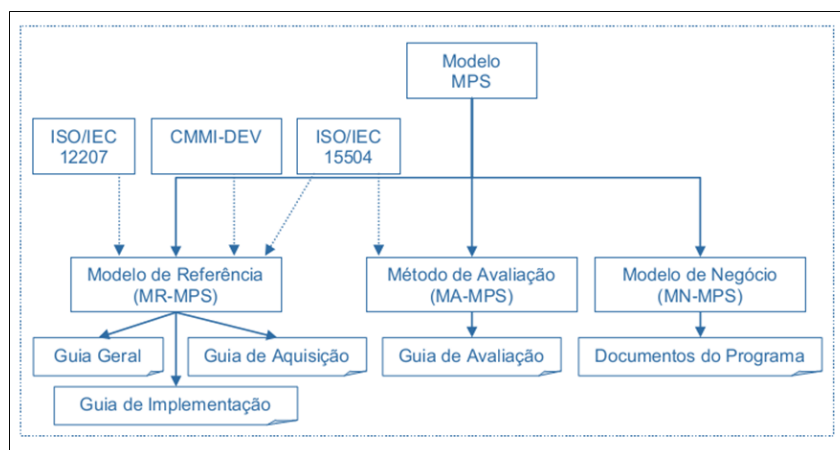 Modelo
MPS
ISO/IEC
12207
CMMI-DEV
ISO/IEC
15504
Modelo de Referência
(MR-MPS)
Método de Avaliação
(MA-MPS)
Modelo de Negócio
(MN-MPS)
Guia Geral
Guia de Aquisição
Guia de Avaliação
Documentos do Programa
Guia de Implementação